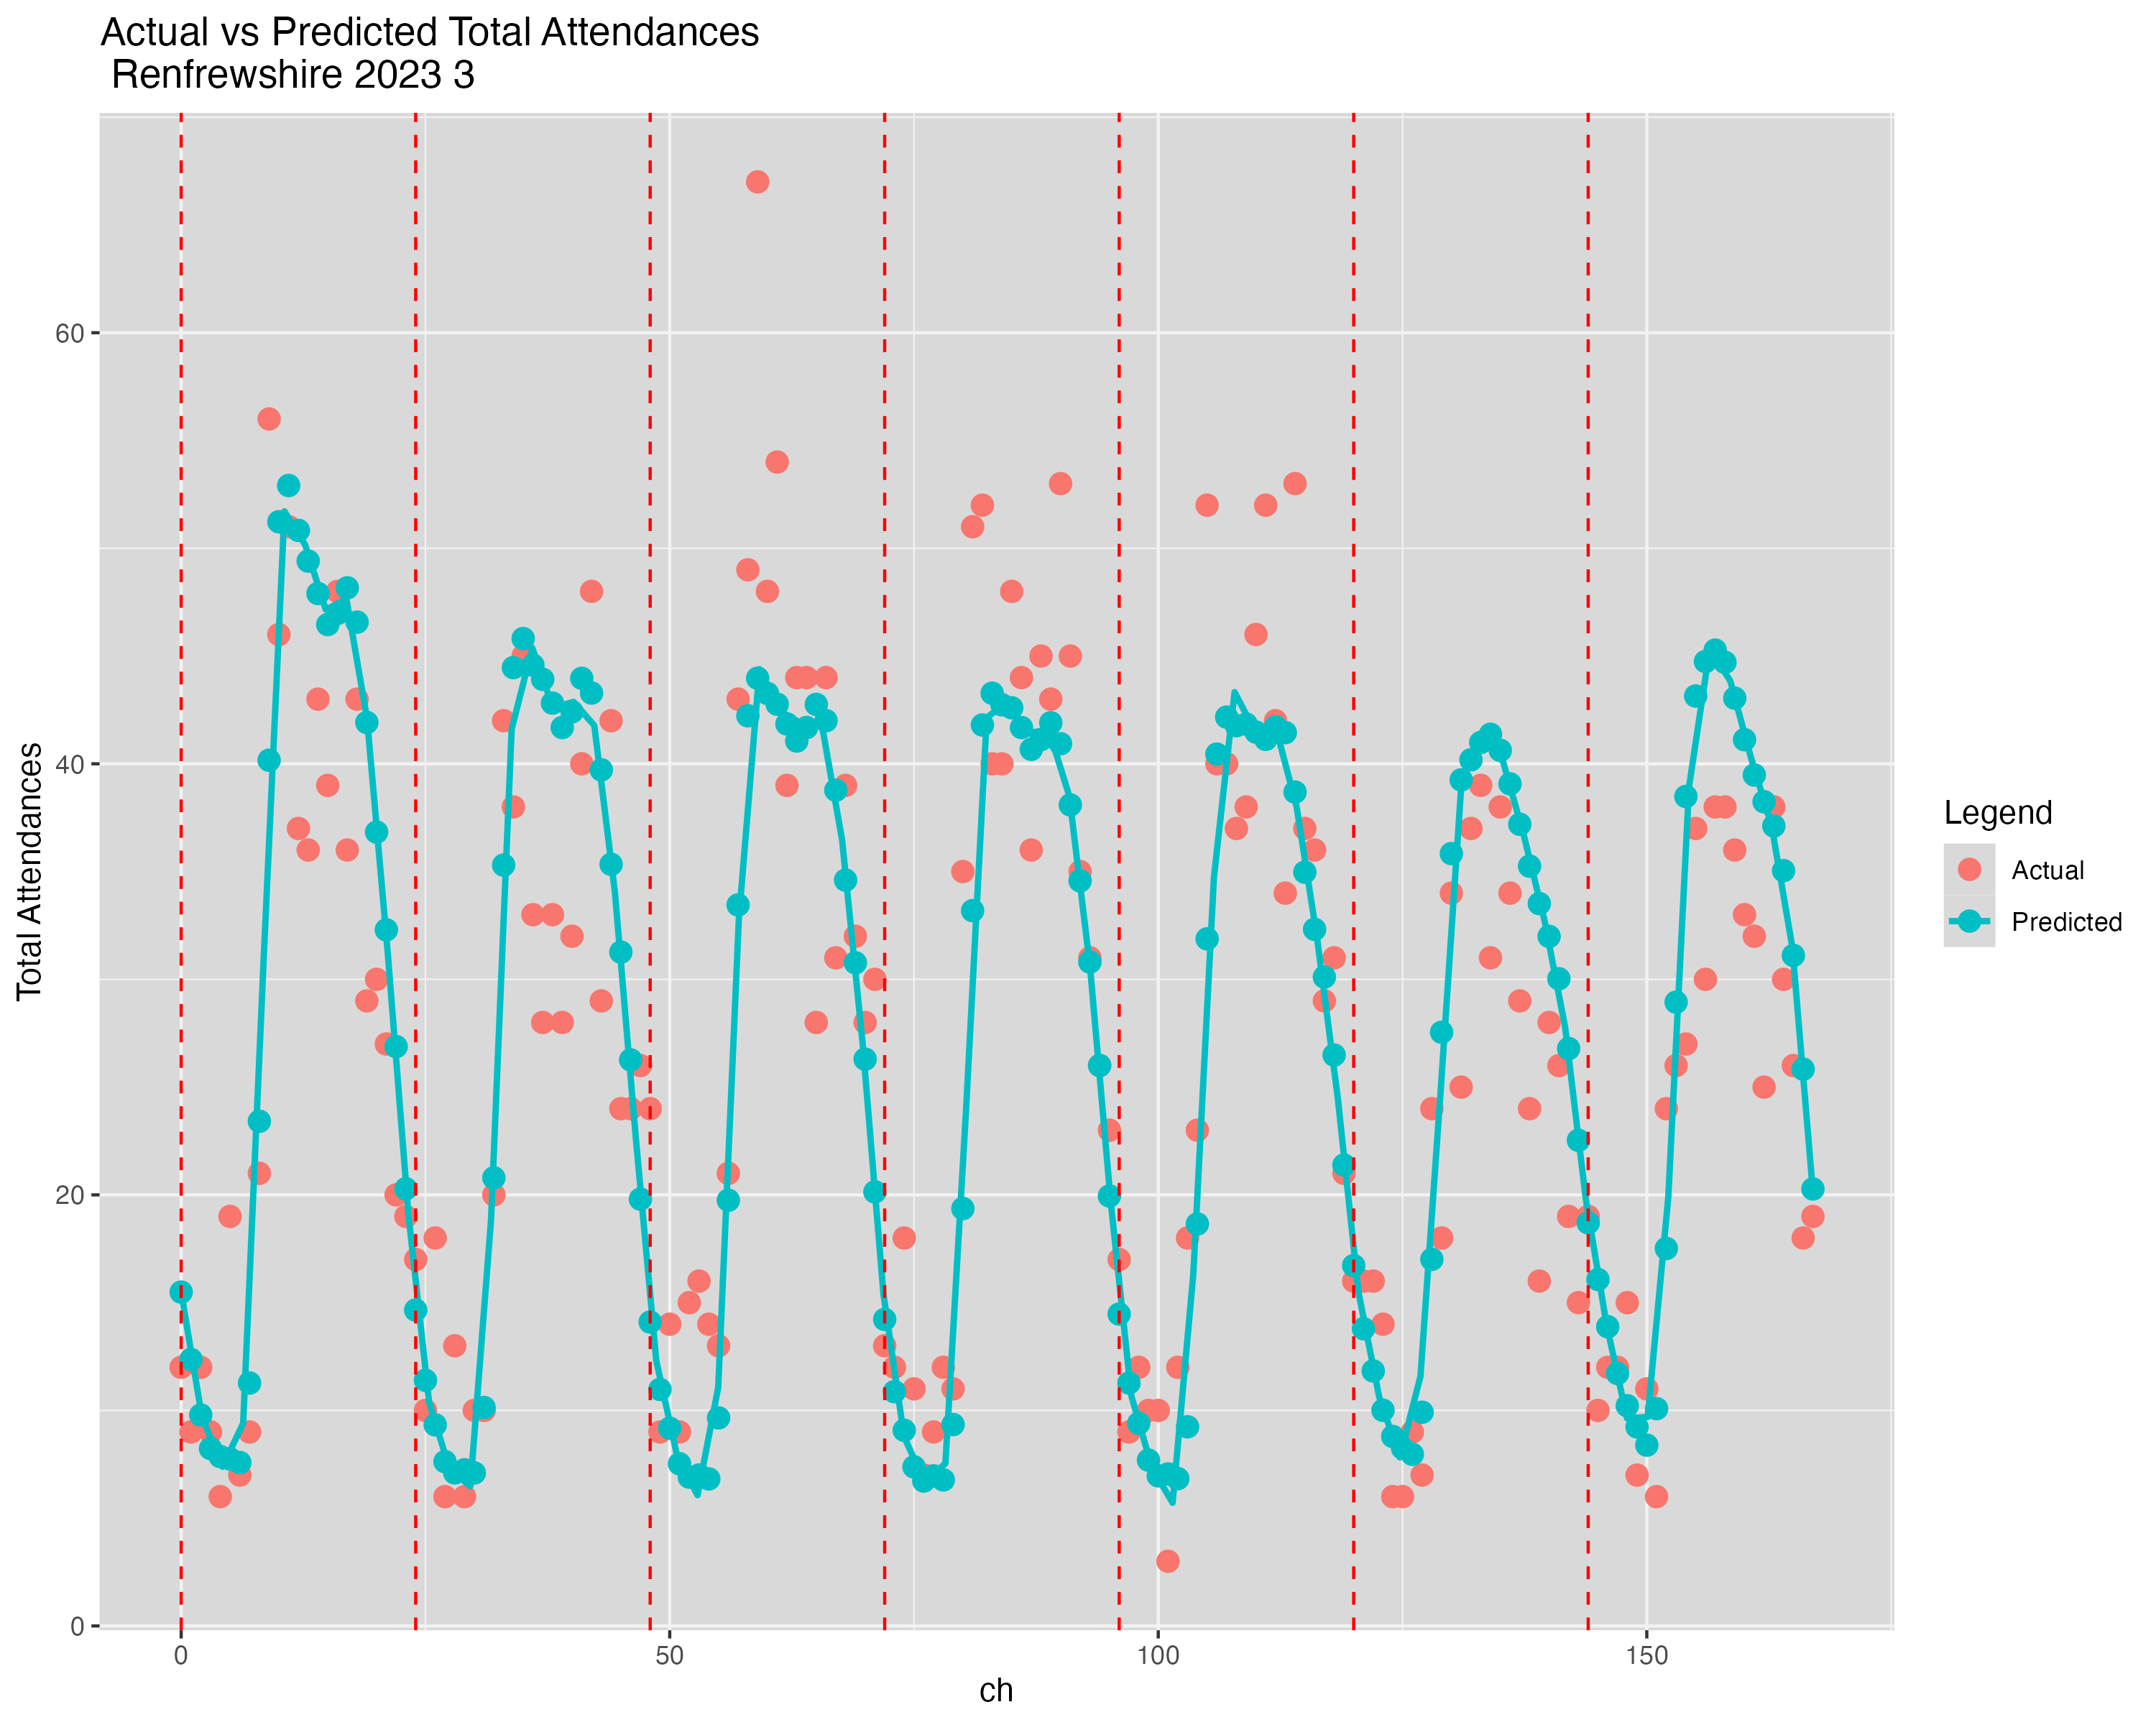 Actual vs Predicted Total Attendances
Renfrewshire 2023 3
Total Attendances
60
40
20
0
0
50
100
150
ch
Legend
Actual
Predicted